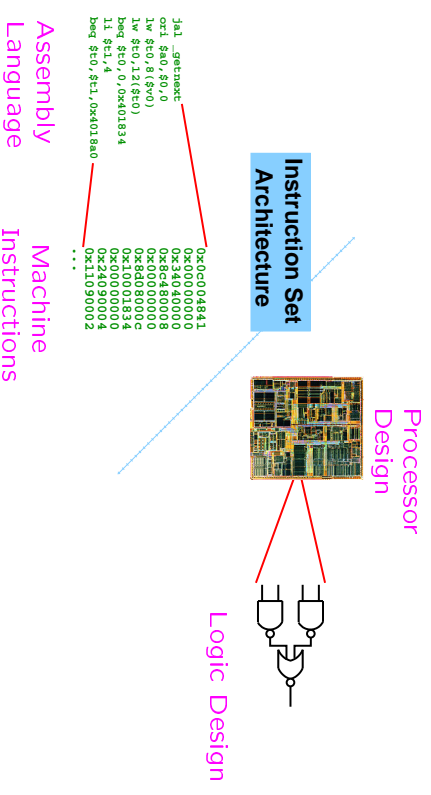 Processor
Design
Instruction Set
Architecture
Logic Design
jal _getnext
ori $a0,$0,0
lw $t0,8($v0)
lw $t0,12($t0)
beq $t0,0,0x401834
li $t1,4
beq $t0,$t1,0x4018a0
0x0c004841
0x00000000
0x34040000
0x8c480008
0x00000000
0x8d08000c
0x10001834
0x00000000
0x24090004
0x11090002
...
Assembly
Language
Machine
Instructions